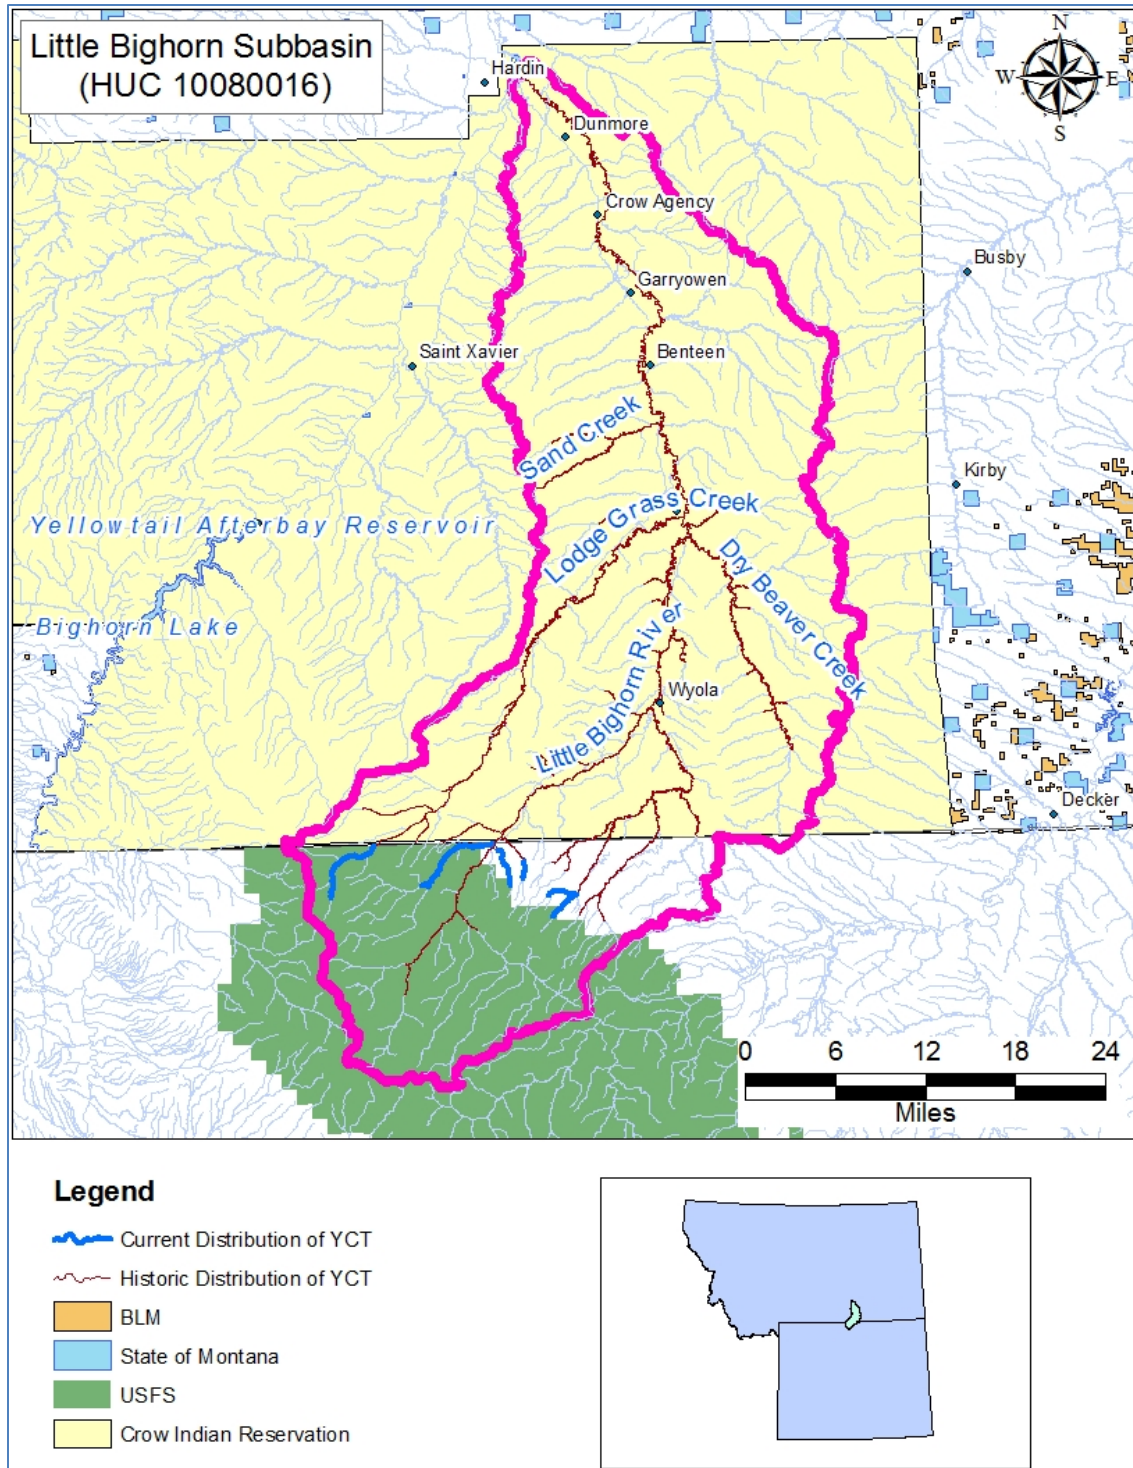 Little Bighorn Subbasin
(HUC 10080016)
N
W
E
S
Hardin
Dunmore
Crow Agency
Busby
Garryowen
Saint Xavier
Benteen
Sand Creek
Kirby
Lodge Grass Creek
Yellowtail Afterbay Reservoir
Dry Beaver Creek
Bighorn Lake
Little Bighorn River
Wyola
Decker
0 6 12 18 24
Miles
Legend
Current Distribution of YCT
Historic Distribution of YCT
BLM
State of Montana
USFS
Crow Indian Reservation